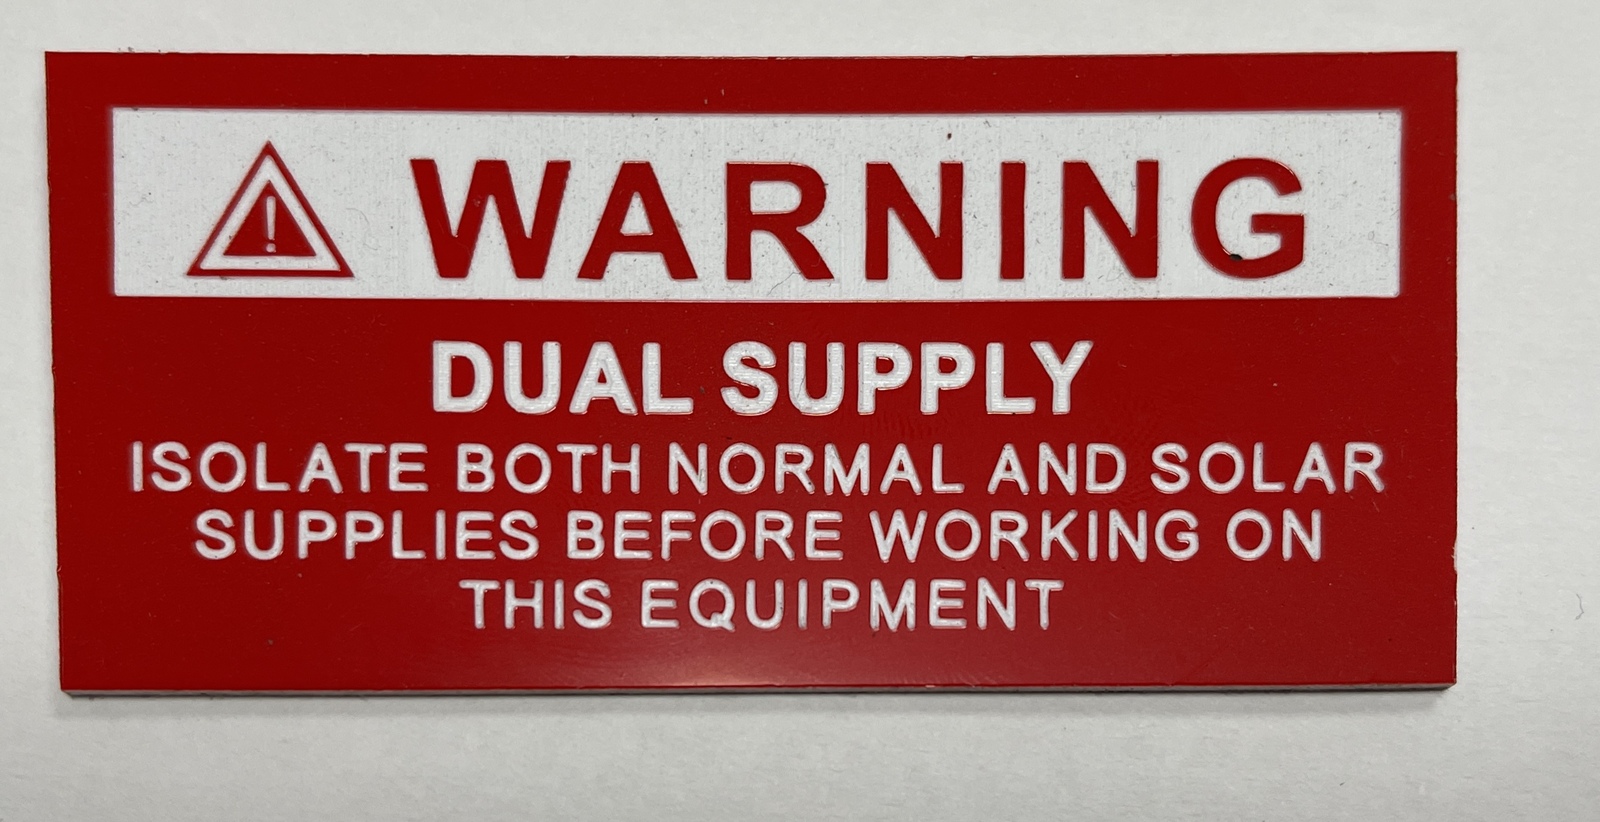 WARNING
DUAL SUPPLY
ISOLATE BOTH NORMAL AND SOLAR
SUPPLIES BEFORE WORKING ON
THIS EQUIPMENT